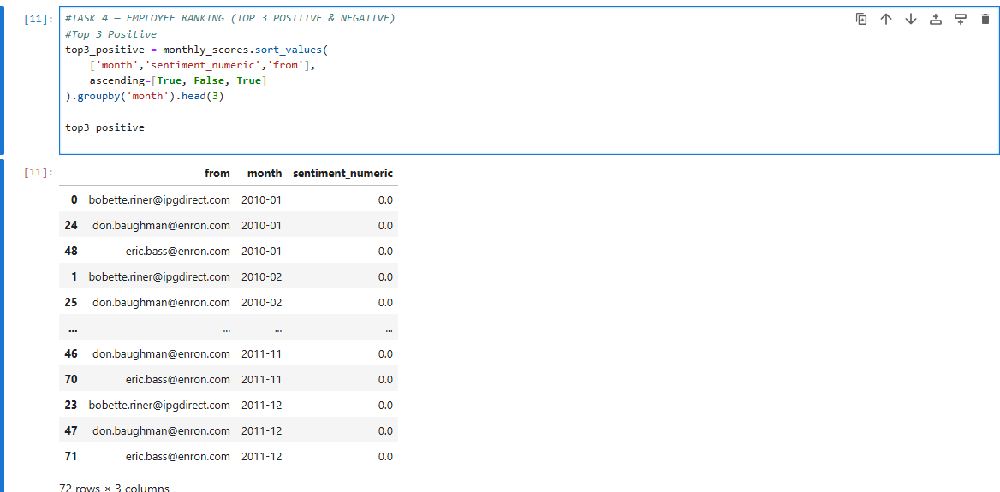 [11]: #TASK 4 — EMPLOYEE RANKING (TOP 3 POSITIVE & NEGATIVE)
#Top 3 Positive
top3_positive = monthly_scores.sort_values(
    ['month','sentiment_numeric','from'],
    ascending=[True, False, True]
).groupby('month').head(3)
top3_positive
[11]: from month sentiment_numeric
0 bobette.riner@ipgdirect.com 2010-01 0.0
24 don.baughman@enron.com 2010-01 0.0
48 eric.bass@enron.com 2010-01 0.0
1 bobette.riner@ipgdirect.com 2010-02 0.0
25 don.baughman@enron.com 2010-02 0.0
... ... ... ...
46 don.baughman@enron.com 2011-11 0.0
70 eric.bass@enron.com 2011-11 0.0
23 bobette.riner@ipgdirect.com 2011-12 0.0
47 don.baughman@enron.com 2011-12 0.0
71 eric.bass@enron.com 2011-12 0.0
72 rows × 3 columns